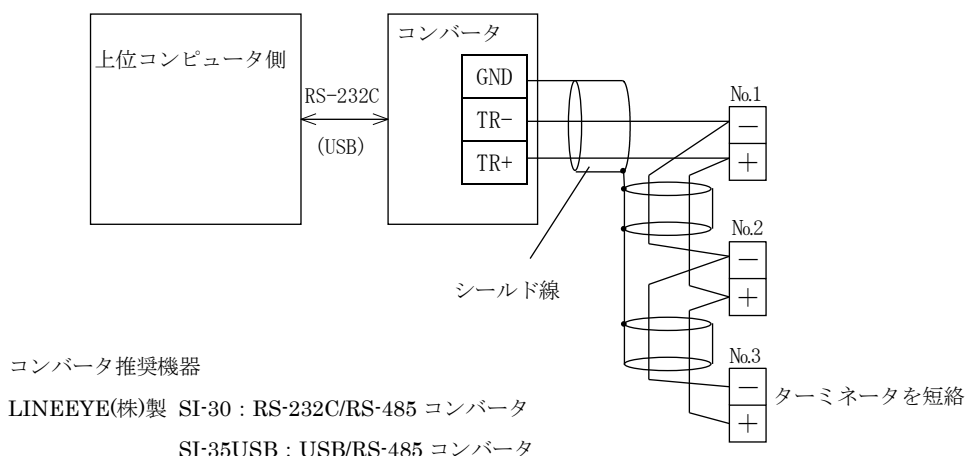 上位コンピュータ側
RS-232C
(USB)
コンバータ
GND
TR-
TR+
シールド線
No.1
－
＋
No.2
－
＋
No.3
－
＋
ターミネータを短絡
コンバータ推奨機器
LINEEYE(株)製 SI-30：RS-232C/RS-485 コンバータ
SI-35USB：USB/RS-485 コンバータ